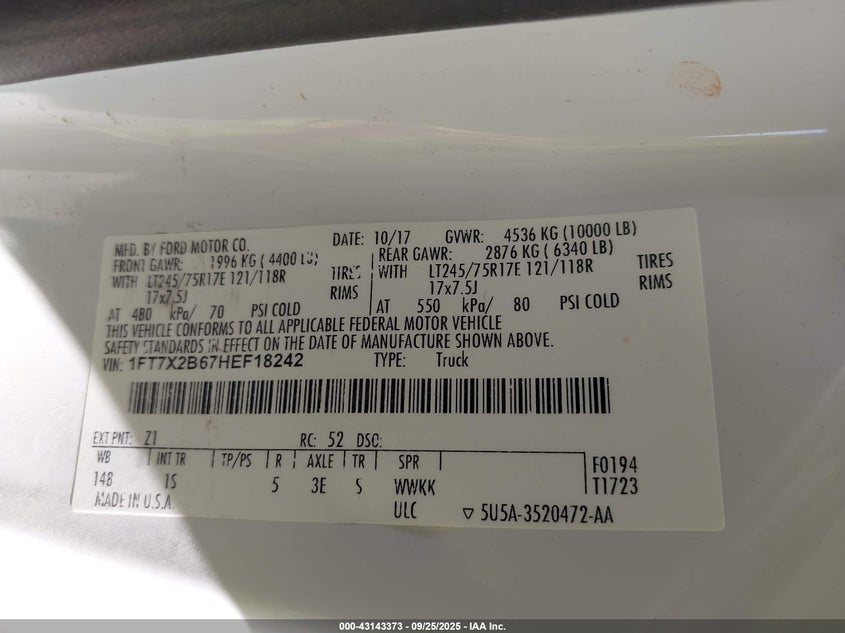 MFD. BY FORD MOTOR CO.
DATE: 10/17 GVWR: 4536 KG (10000 LB)
FRONT GAWR: 1996 KG ( 4400 LB)
REAR GAWR: 2876 KG ( 6340 LB)
WITH LT245/75R17E 121/118R TIRES
WITH LT245/75R17E 121/118R TIRES
17x7.5J RIMS
17x7.5J RIMS
AT 480 kPa/ 70 PSI COLD
AT 550 kPa/ 80 PSI COLD
THIS VEHICLE CONFORMS TO ALL APPLICABLE FEDERAL MOTOR VEHICLE
SAFETY STANDARDS IN EFFECT ON THE DATE OF MANUFACTURE SHOWN ABOVE.
VIN: 1FT7X2B67HEF18242 TYPE: Truck
EXT PNT: Z1 RC: 52 DSO:
WB INT TR TP/PS R AXLE TR SPR F0194
148 1S 5 3E S WWKK T1723
MADE IN U.S.A. ULC ▽ 5U5A-3520472-AA
000-43143373 - 09/25/2025 - IAA Inc.